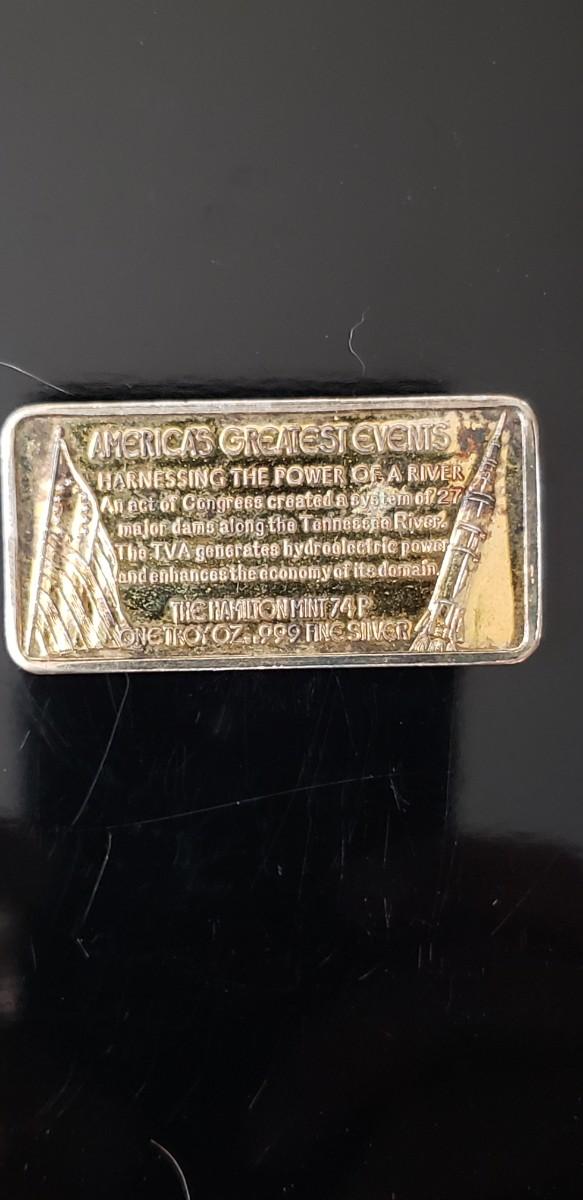 AMERICA'S GREATEST EVENTS
HARNESSING THE POWER OF A RIVER
An act of Congress created a system of 27
major dams along the Tennessee River.
The TVA generates hydroelectric power
and enhances the economy of its domain.
THE HAMILTON MINT 74 P
ONE TROY OZ. .999 FINE SILVER